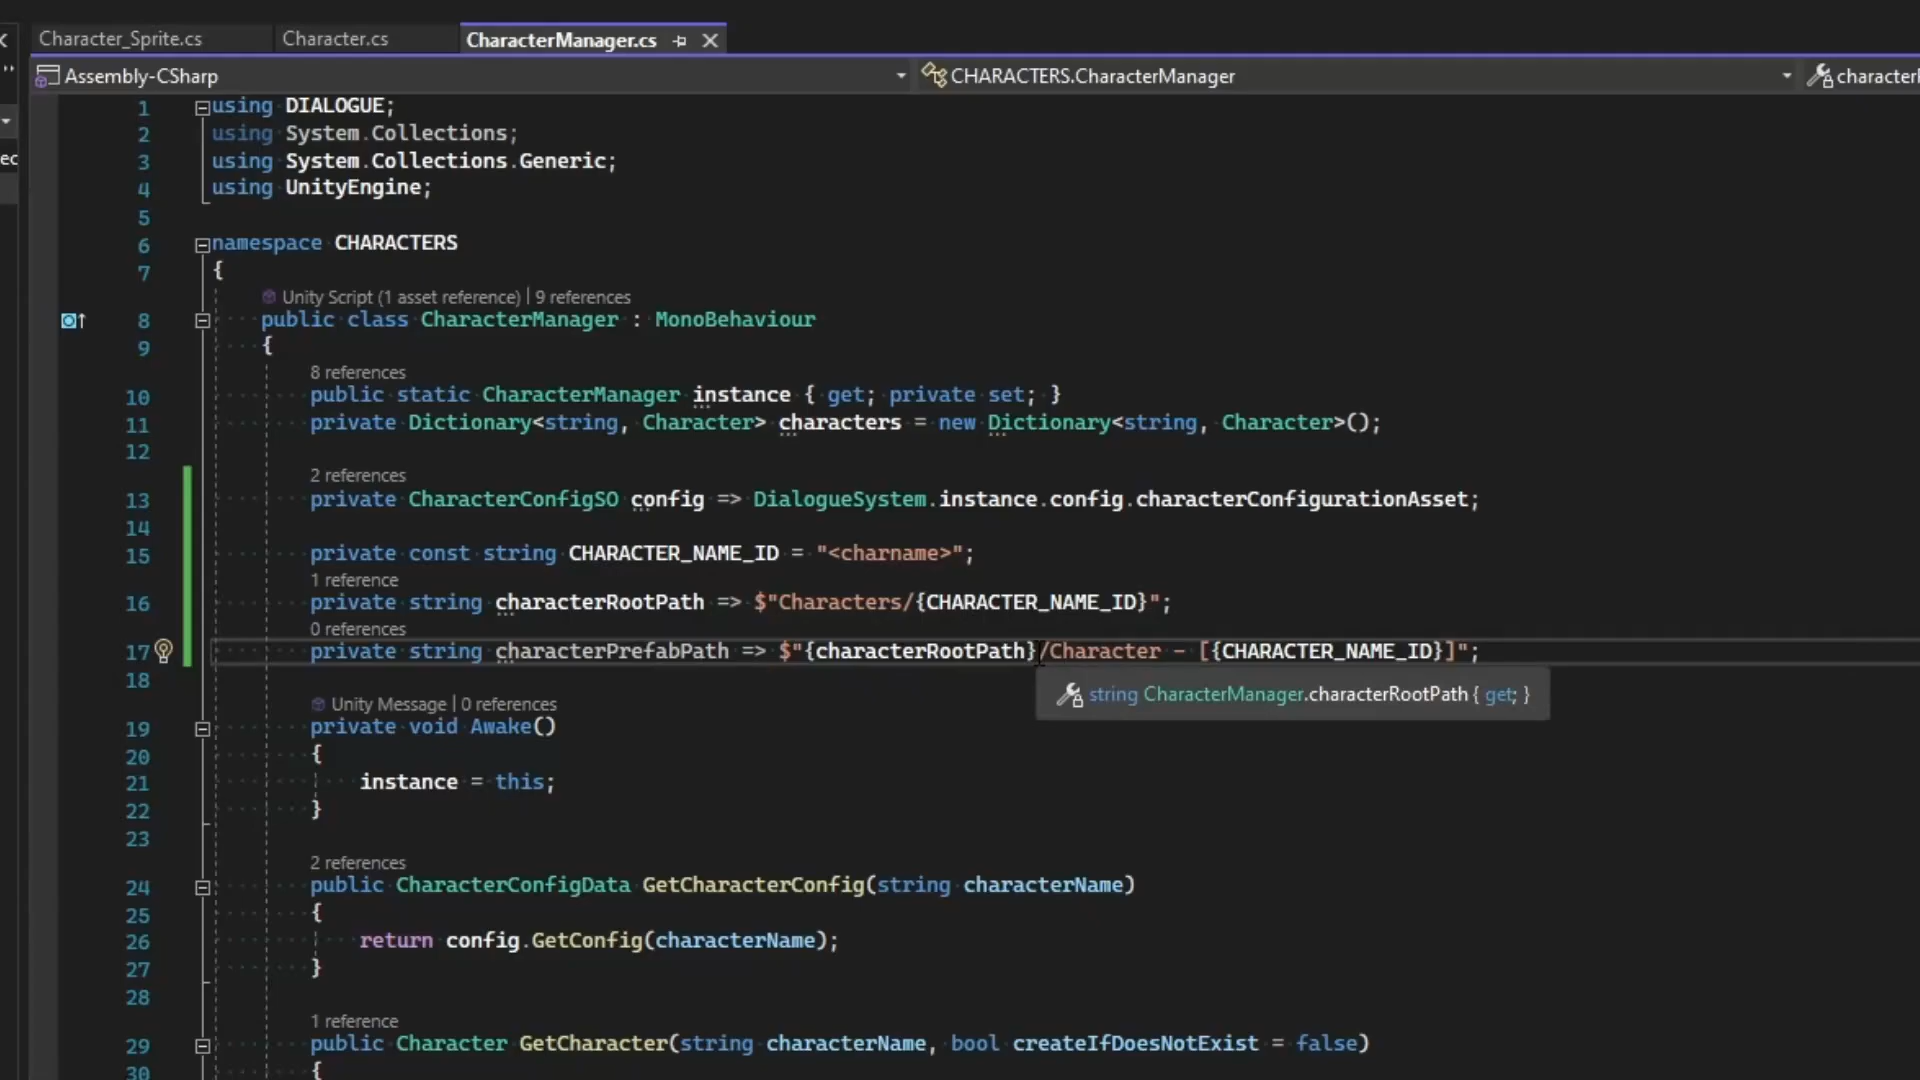 Character_Sprite.cs Character.cs CharacterManager.cs
Assembly-CSharp CHARACTERS.CharacterManager
1 using DIALOGUE;
2 using System.Collections;
3 using System.Collections.Generic;
4 using UnityEngine;
5
6 namespace CHARACTERS
7 {
Unity Script (1 asset reference) | 9 references
8 public class CharacterManager : MonoBehaviour
9 {
8 references
10 public static CharacterManager instance { get; private set; }
11 private Dictionary<string, Character> characters = new Dictionary<string, Character>();
12
2 references
13 private CharacterConfigSO config => DialogueSystem.instance.config.characterConfigurationAsset;
14
15 private const string CHARACTER_NAME_ID = "<charname>";
1 reference
16 private string characterRootPath => $"Characters/{CHARACTER_NAME_ID}";
0 references
17 private string characterPrefabPath => $"{characterRootPath}/Character - [{CHARACTER_NAME_ID}]";
18 string CharacterManager.characterRootPath { get; }
Unity Message | 0 references
19 private void Awake()
20 {
21 instance = this;
22 }
23
2 references
24 public CharacterConfigData GetCharacterConfig(string characterName)
25 {
26 return config.GetConfig(characterName);
27 }
28
1 reference
29 public Character GetCharacter(string characterName, bool createIfDoesNotExist = false)
30 {